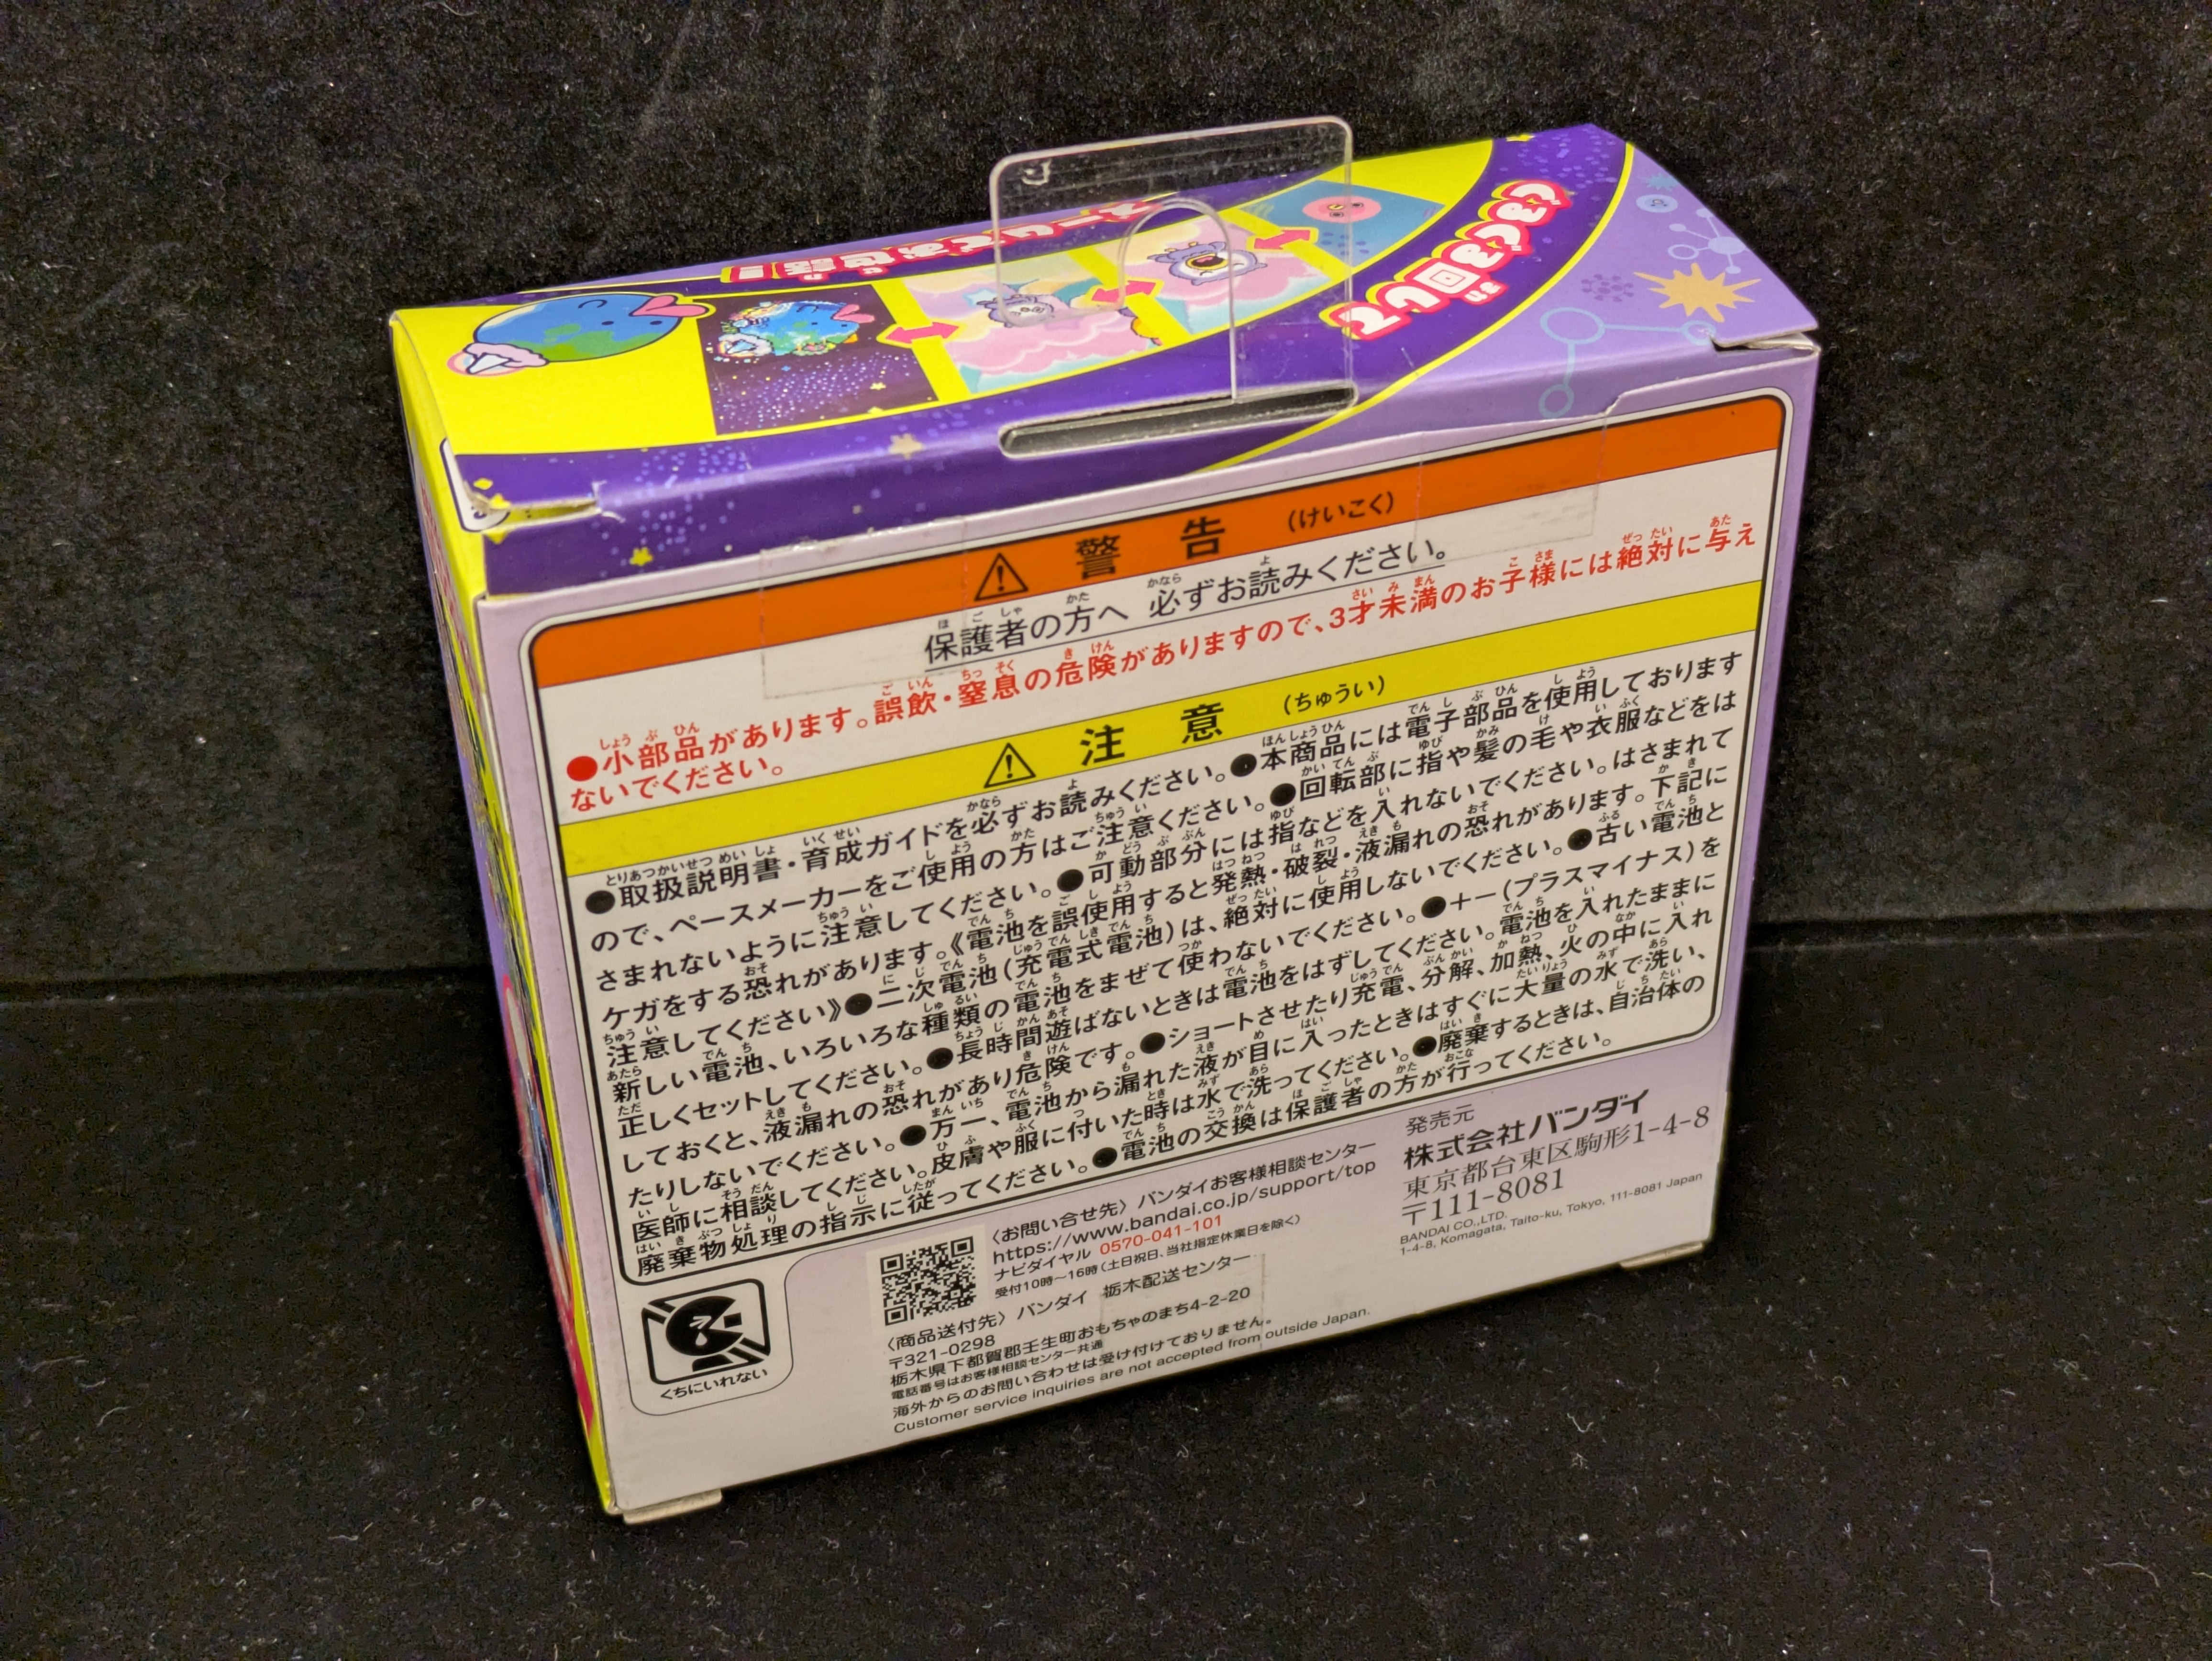 ぐるぐる回して
ズームでお世話!!
⚠ 警告 (けいこく)
保護者の方へ 必ずお読みください。
●小部品があります。誤飲・窒息の危険がありますので、3才未満のお子様には絶対に与え
ないでください。
⚠ 注意 (ちゅうい)
●取扱説明書・育成ガイドを必ずお読みください。●本商品には電子部品を使用しております
ので、ペースメーカーをご使用の方はご注意ください。●回転部に指や髪の毛や衣服などをは
さまれないように注意してください。●可動部分には指などを入れないでください。はさまれて
ケガをする恐れがあります。《電池を誤使用すると発熱・破裂・液漏れの恐れがあります。下記に
注意してください》●二次電池(充電式電池)は、絶対に使用しないでください。●古い電池と
新しい電池、いろいろな種類の電池をまぜて使わないでください。●+-(プラスマイナス)を
正しくセットしてください。●長時間遊ばないときは電池をはずしてください。電池を入れたままに
しておくと、液漏れの恐れがあり危険です。●ショートさせたり充電、分解、加熱、火の中に入れ
たりしないでください。●万一、電池から漏れた液が目に入ったときはすぐに大量の水で洗い、
医師に相談してください。皮膚や服に付いた時は水で洗ってください。●廃棄するときは、自治体の
廃棄物処理の指示に従ってください。●電池の交換は保護者の方が行ってください。
くちにいれない
〈お問い合せ先〉バンダイお客様相談センター
https://www.bandai.co.jp/support/top
ナビダイヤル 0570-041-101
受付10時～16時(土日祝日、当社指定休業日を除く)
〈商品送付先〉バンダイ 栃木配送センター
〒321-0298
栃木県下都賀郡壬生町おもちゃのまち4-2-20
電話番号はお客様相談センター共通
海外からのお問い合わせは受け付けておりません。
Customer service inquiries are not accepted from outside Japan.
発売元
株式会社バンダイ
東京都台東区駒形1-4-8
〒111-8081
BANDAI CO.,LTD.
1-4-8, Komagata, Taito-ku, Tokyo, 111-8081 Japan